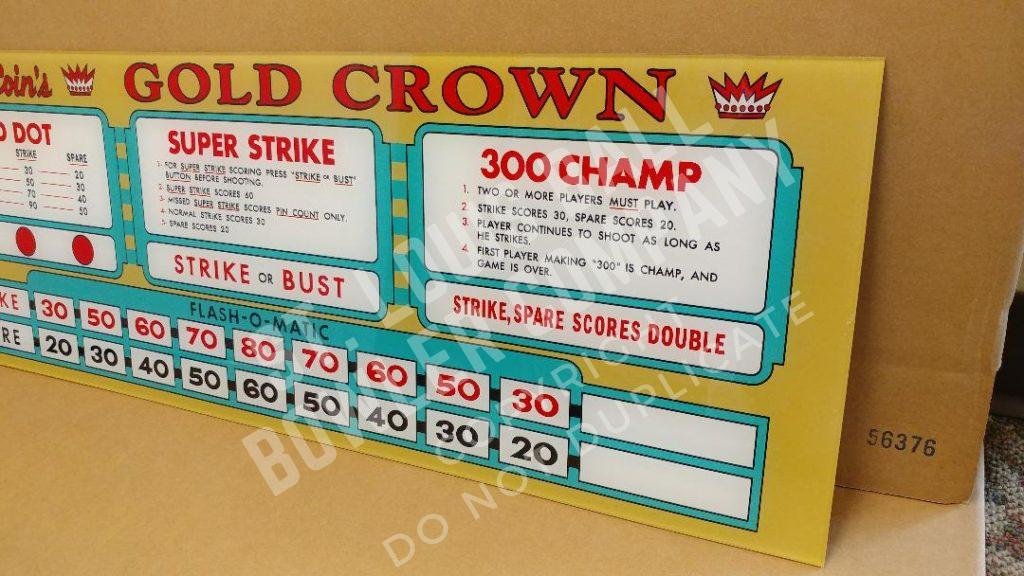 Coin's GOLD CROWN
DOT
STRIKE SPARE
30 20
50 30
70 40
90 50
SUPER STRIKE
1. FOR SUPER STRIKE SCORING PRESS "STRIKE OR BUST"
BUTTON BEFORE SHOOTING.
2. SUPER STRIKE SCORES 60
3. MISSED SUPER STRIKE SCORES PIN COUNT ONLY.
4. NORMAL STRIKE SCORES 30
5. SPARE SCORES 20
STRIKE OR BUST
300 CHAMP
1. TWO OR MORE PLAYERS MUST PLAY.
2. STRIKE SCORES 30, SPARE SCORES 20.
3. PLAYER CONTINUES TO SHOOT AS LONG AS
HE STRIKES.
4. FIRST PLAYER MAKING "300" IS CHAMP, AND
GAME IS OVER.
STRIKE, SPARE SCORES DOUBLE
FLASH-O-MATIC
KE 30 50 60 70 80 70 60 50 30
RE 20 30 40 50 60 50 40 30 20
56376
BOWLER COMPANY
COPYRIGHT
DO NOT DUPLICATE